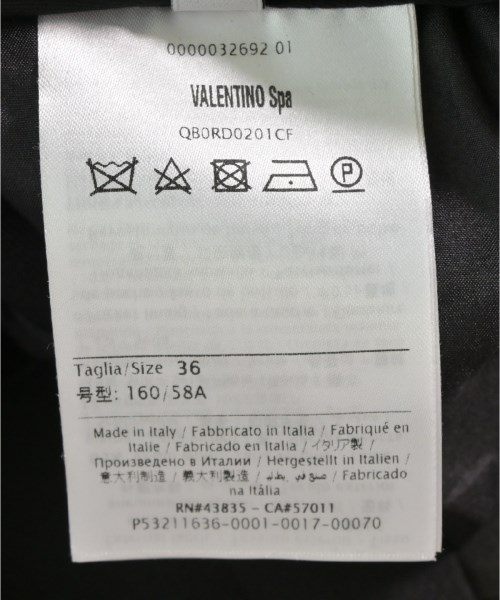 0000032692 01
VALENTINO Spa
QB0RD0201CF
P
Taglia/Size 36
号型: 160/58A
Made in Italy / Fabbricato in Italia / Fabriqué en
Italie / Fabricado en Italia / イタリア製 /
Произведено в Италии / Hergestellt in Italien /
意大利制造 / 義大利製造 / صنع في إيطاليا / Fabricado
na Itália
RN#43835 - CA#57011
P53211636-0001-0017-00070